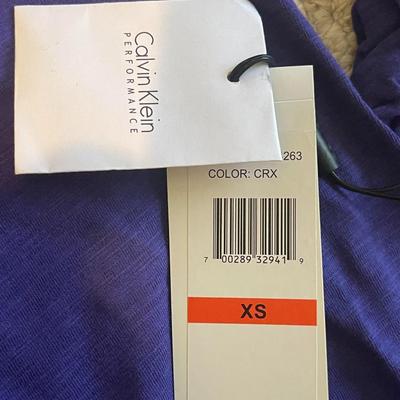 Calvin Klein
PERFORMANCE
263
COLOR: CRX
7 00289 32941 9
XS